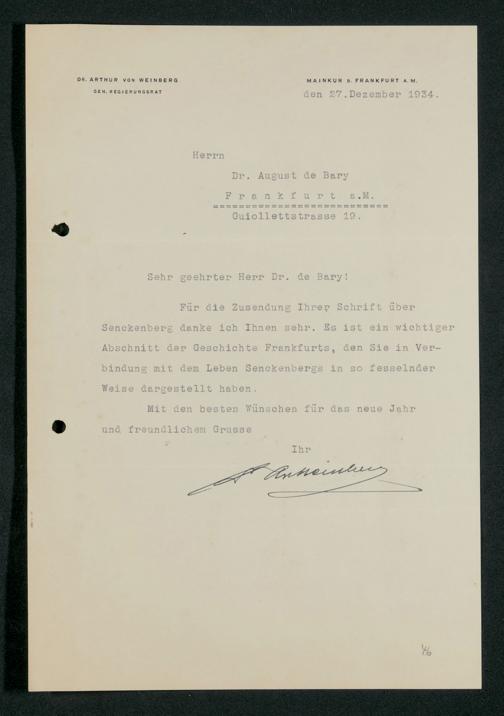 DR. ARTHUR VON WEINBERG
GEH. REGIERUNGSRAT
MAINKUR B. FRANKFURT A. M.
den 27.Dezember 1934.
Herrn
Dr. August de Bary
F r a n k f u r t  a.M.
===========================
Guiollettstrasse 19.
Sehr geehrter Herr Dr. de Bary!
Für die Zusendung Ihrer Schrift über
Senckenberg danke ich Ihnen sehr. Es ist ein wichtiger
Abschnitt der Geschichte Frankfurts, den Sie in Ver-
bindung mit dem Leben Senckenbergs in so fesselnder
Weise dargestellt haben.
Mit den besten Wünschen für das neue Jahr
und freundlichem Grusse
Ihr
Weinberg